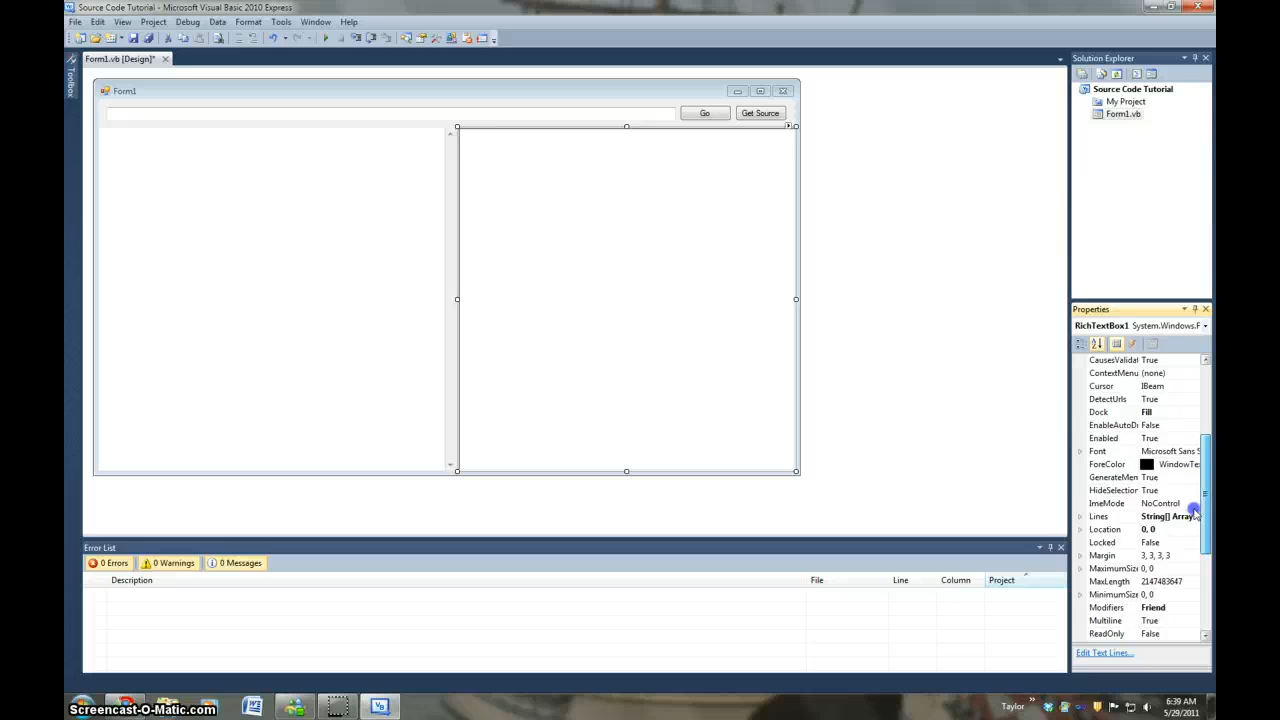 Source Code Tutorial - Microsoft Visual Basic 2010 Express
File Edit View Project Debug Data Format Tools Window Help
Form1.vb [Design]*
Toolbox
Form1
Go
Get Source
Solution Explorer
Source Code Tutorial
My Project
Form1.vb
Properties
RichTextBox1 System.Windows.F
CausesValidat True
ContextMenu (none)
Cursor IBeam
DetectUrls True
Dock Fill
EnableAutoDr False
Enabled True
Font Microsoft Sans S
ForeColor WindowTex
GenerateMem True
HideSelection True
ImeMode NoControl
Lines String[] Array
Location 0, 0
Locked False
Margin 3, 3, 3, 3
MaximumSize 0, 0
MaxLength 2147483647
MinimumSize 0, 0
Modifiers Friend
Multiline True
ReadOnly False
Edit Text Lines...
Error List
0 Errors 0 Warnings 0 Messages
Description File Line Column Project
Screencast-O-Matic.com
Taylor
6:39 AM
5/29/2011